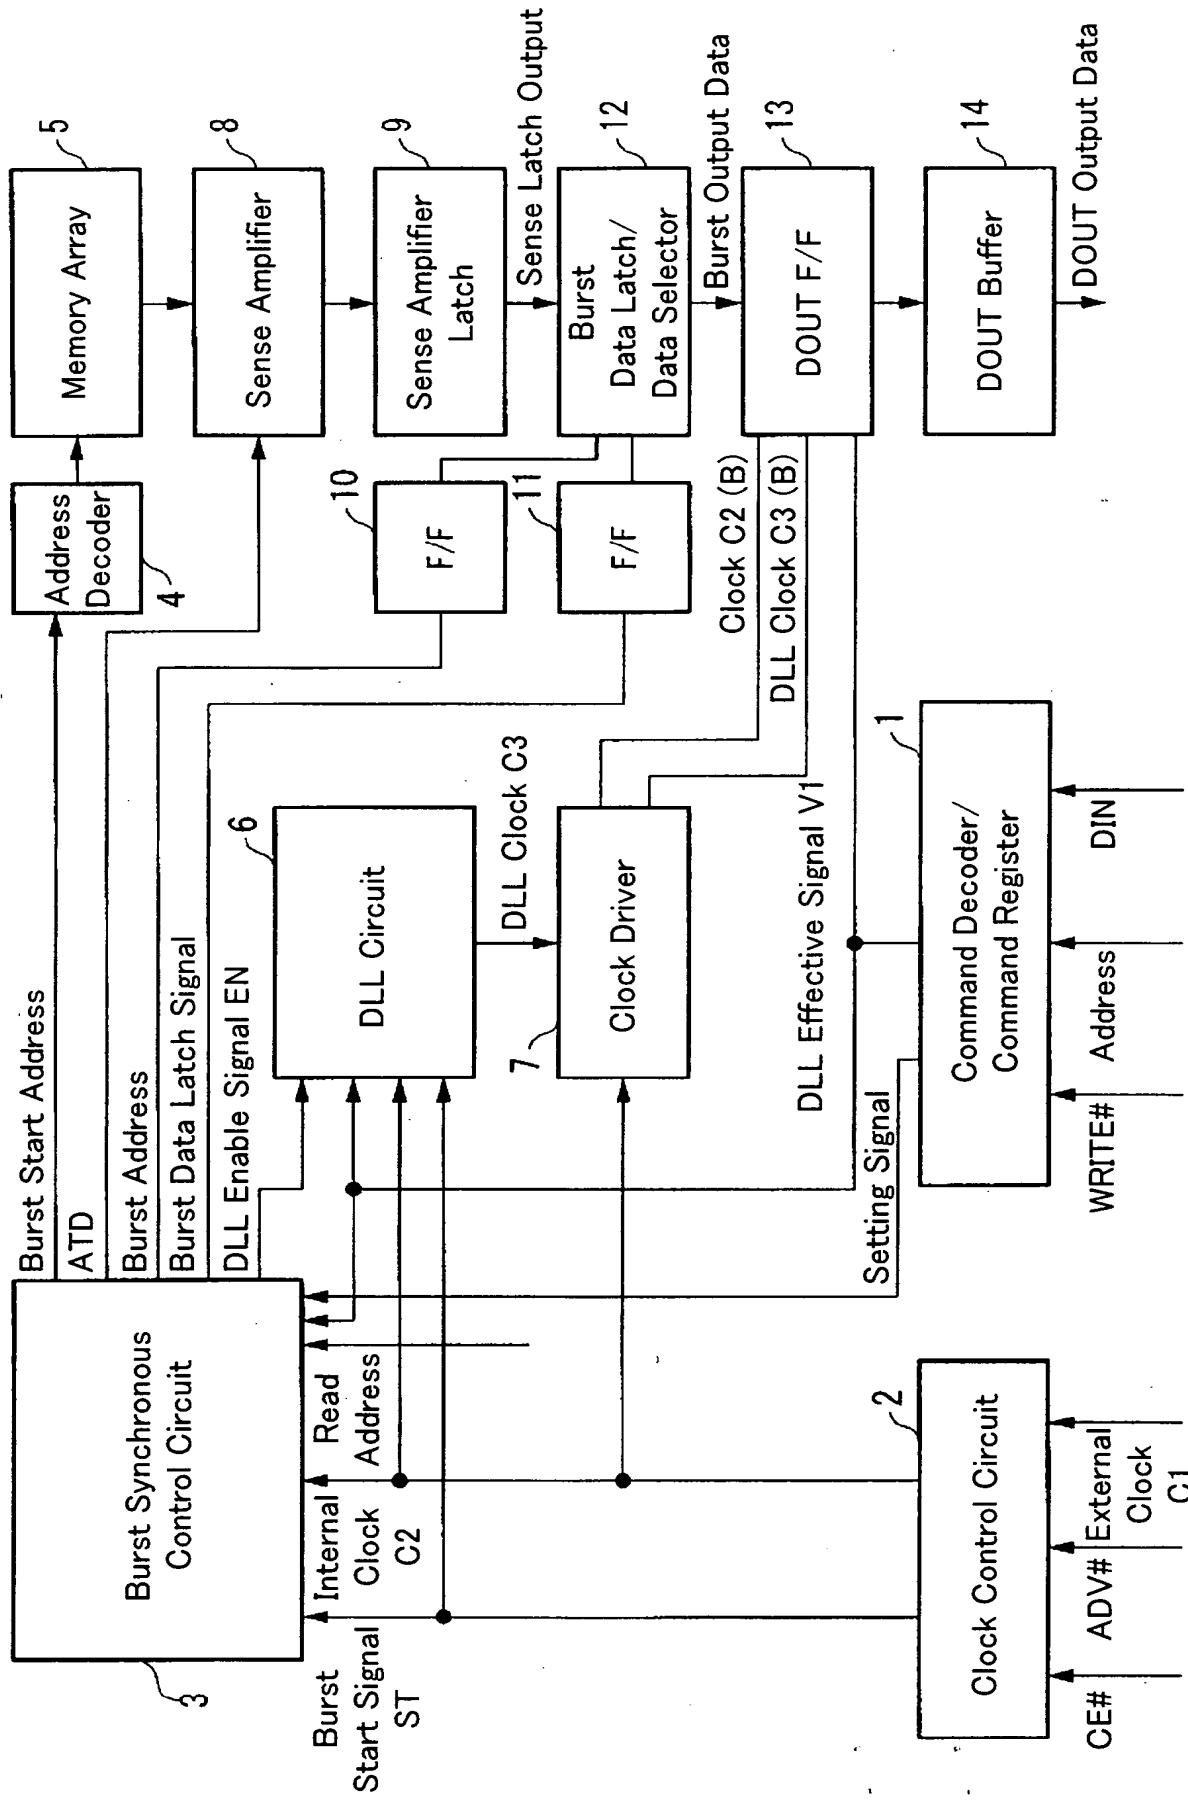 Burst Synchronous
Control Circuit
3
Burst Start Address
ATD
Burst Address
Burst Data Latch Signal
DLL Enable Signal EN
Address
Decoder
4
Memory Array
5
Sense Amplifier
8
Sense Amplifier
Latch
9
Sense Latch Output
F/F
10
F/F
11
Burst
Data Latch/
Data Selector
12
Burst Output Data
DLL Circuit
6
DLL Clock C3
Clock Driver
7
Clock C2 (B)
DLL Clock C3 (B)
DOUT F/F
13
DOUT Buffer
14
DOUT Output Data
Burst
Start Signal
ST
Internal
Clock
C2
Read
Address
Setting Signal
DLL Effective Signal V1
Clock Control Circuit
2
CE#
ADV#
External
Clock
C1
Command Decoder/
Command Register
1
WRITE#
Address
DIN